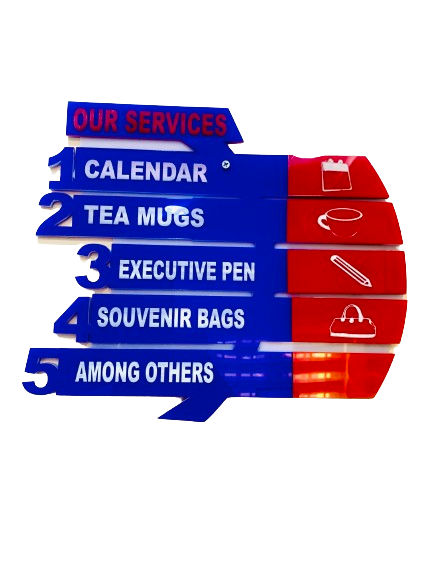 OUR SERVICES
1 CALENDAR
2 TEA MUGS
3 EXECUTIVE PEN
4 SOUVENIR BAGS
5 AMONG OTHERS